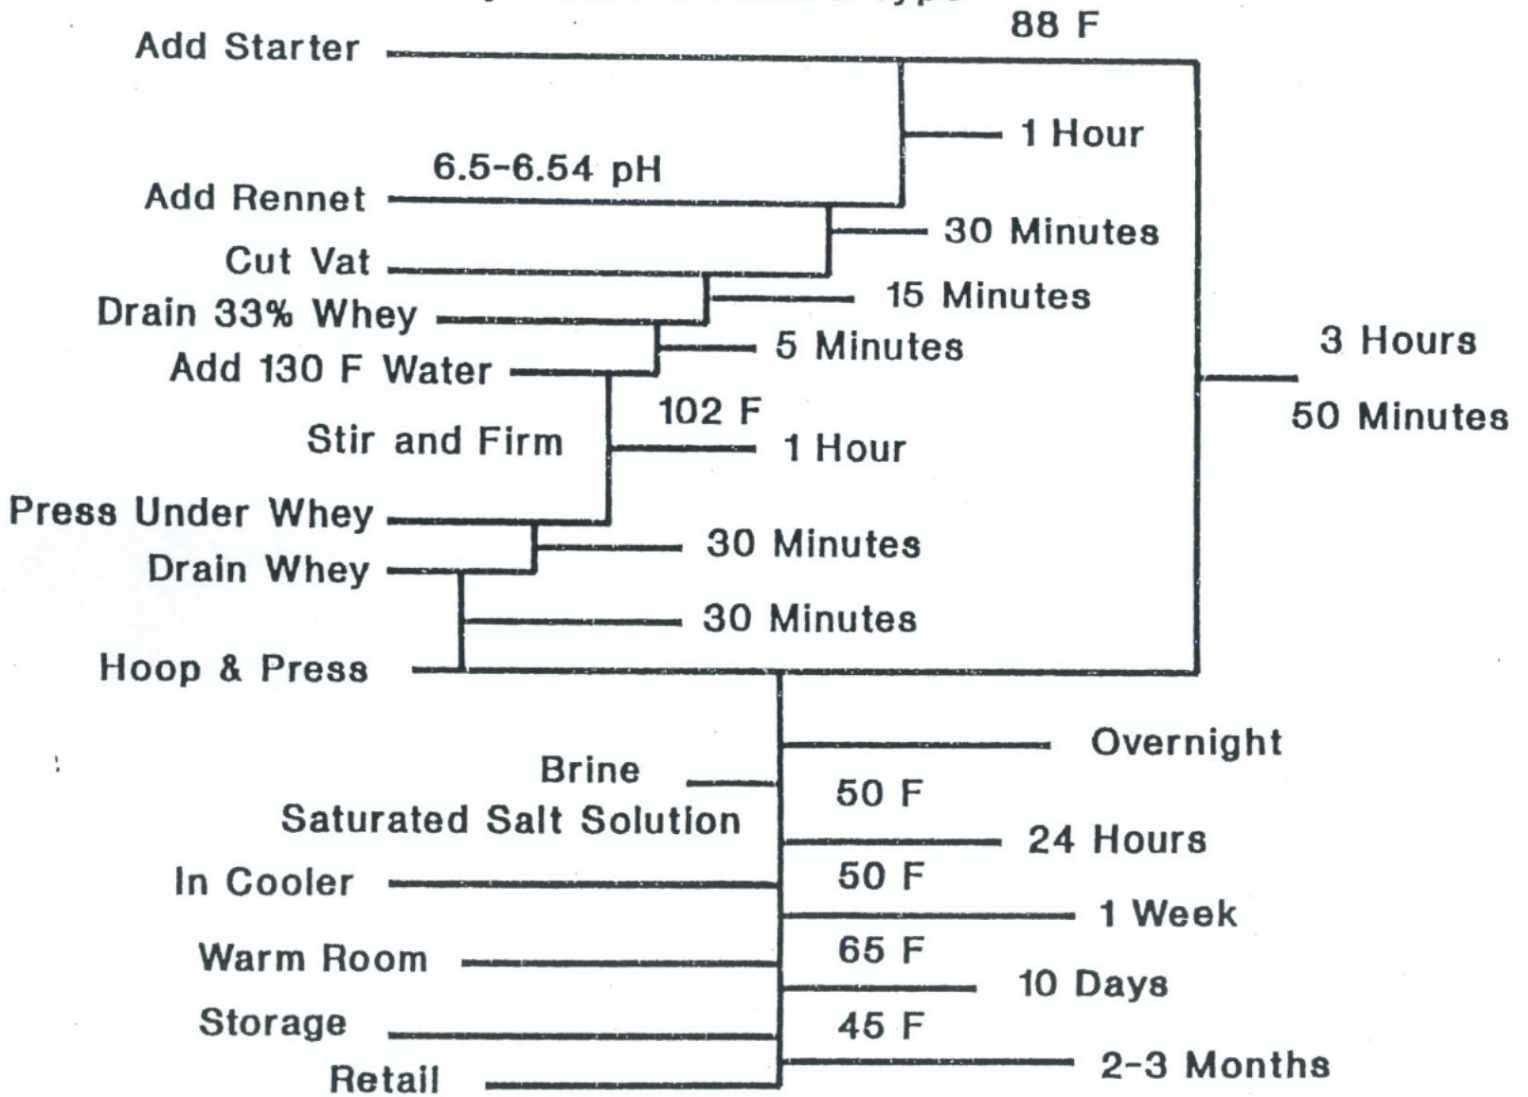 88 F
Add Starter
1 Hour
6.5-6.54 pH
Add Rennet
30 Minutes
Cut Vat
15 Minutes
Drain 33% Whey
5 Minutes
Add 130 F Water
3 Hours
50 Minutes
102 F
Stir and Firm
1 Hour
Press Under Whey
30 Minutes
Drain Whey
30 Minutes
Hoop & Press
Overnight
Brine
50 F
Saturated Salt Solution
24 Hours
In Cooler
50 F
1 Week
Warm Room
65 F
10 Days
Storage
45 F
2-3 Months
Retail